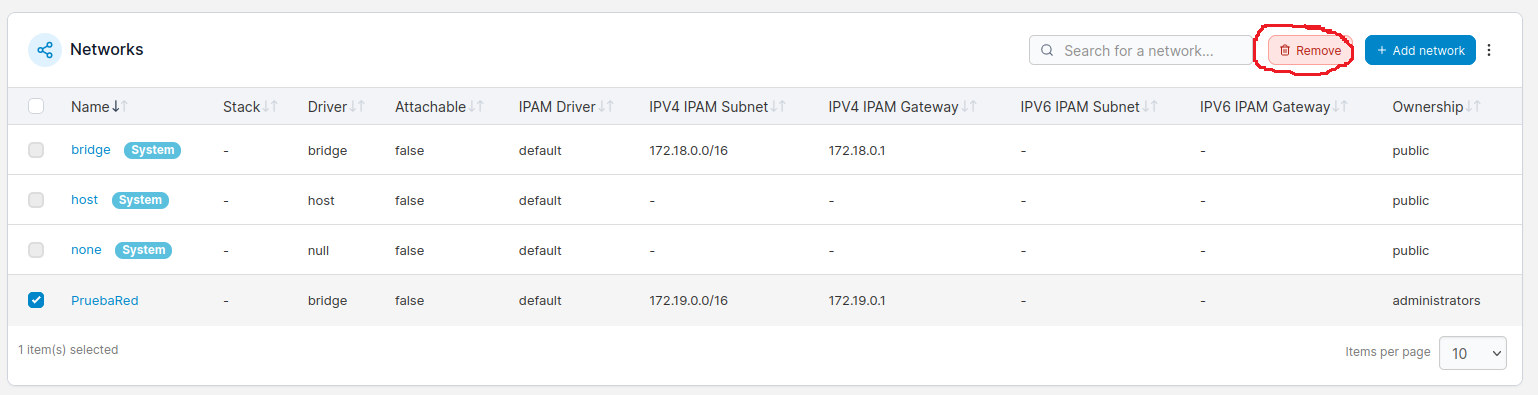 Networks Search for a network... Remove + Add network
Name Stack Driver Attachable IPAM Driver IPV4 IPAM Subnet IPV4 IPAM Gateway IPV6 IPAM Subnet IPV6 IPAM Gateway Ownership
bridge System - bridge false default 172.18.0.0/16 172.18.0.1 - - public
host System - host false default - - - - public
none System - null false default - - - - public
PruebaRed - bridge false default 172.19.0.0/16 172.19.0.1 - - administrators
1 item(s) selected Items per page 10